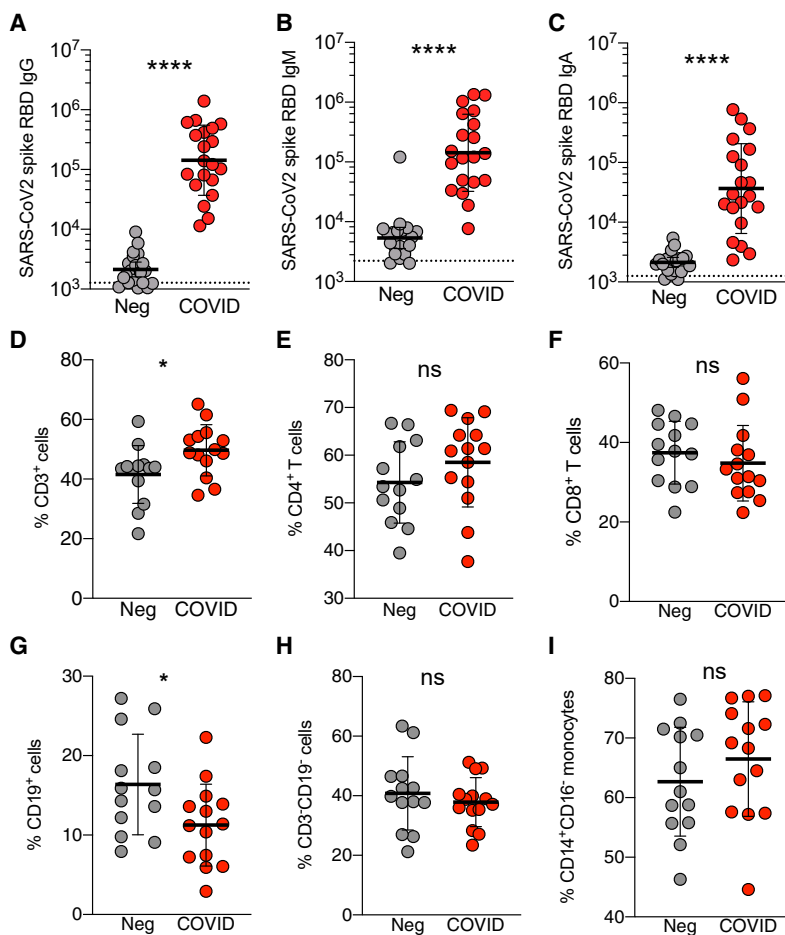 A
SARS-CoV2 spike RBD IgG
10⁷
10⁶
10⁵
10⁴
10³
****
Neg
COVID
B
SARS-CoV2 spike RBD IgM
10⁷
10⁶
10⁵
10⁴
10³
****
Neg
COVID
C
SARS-CoV2 spike RBD IgA
10⁷
10⁶
10⁵
10⁴
10³
****
Neg
COVID
D
% CD3⁺ cells
80
60
40
20
0
*
Neg
COVID
E
% CD4⁺ T cells
80
70
60
50
40
30
ns
Neg
COVID
F
% CD8⁺ T cells
60
40
20
0
ns
Neg
COVID
G
% CD19⁺ cells
30
20
10
0
*
Neg
COVID
H
% CD3⁻CD19⁻ cells
80
60
40
20
0
ns
Neg
COVID
I
% CD14⁺CD16⁻ monocytes
80
70
60
50
40
ns
Neg
COVID